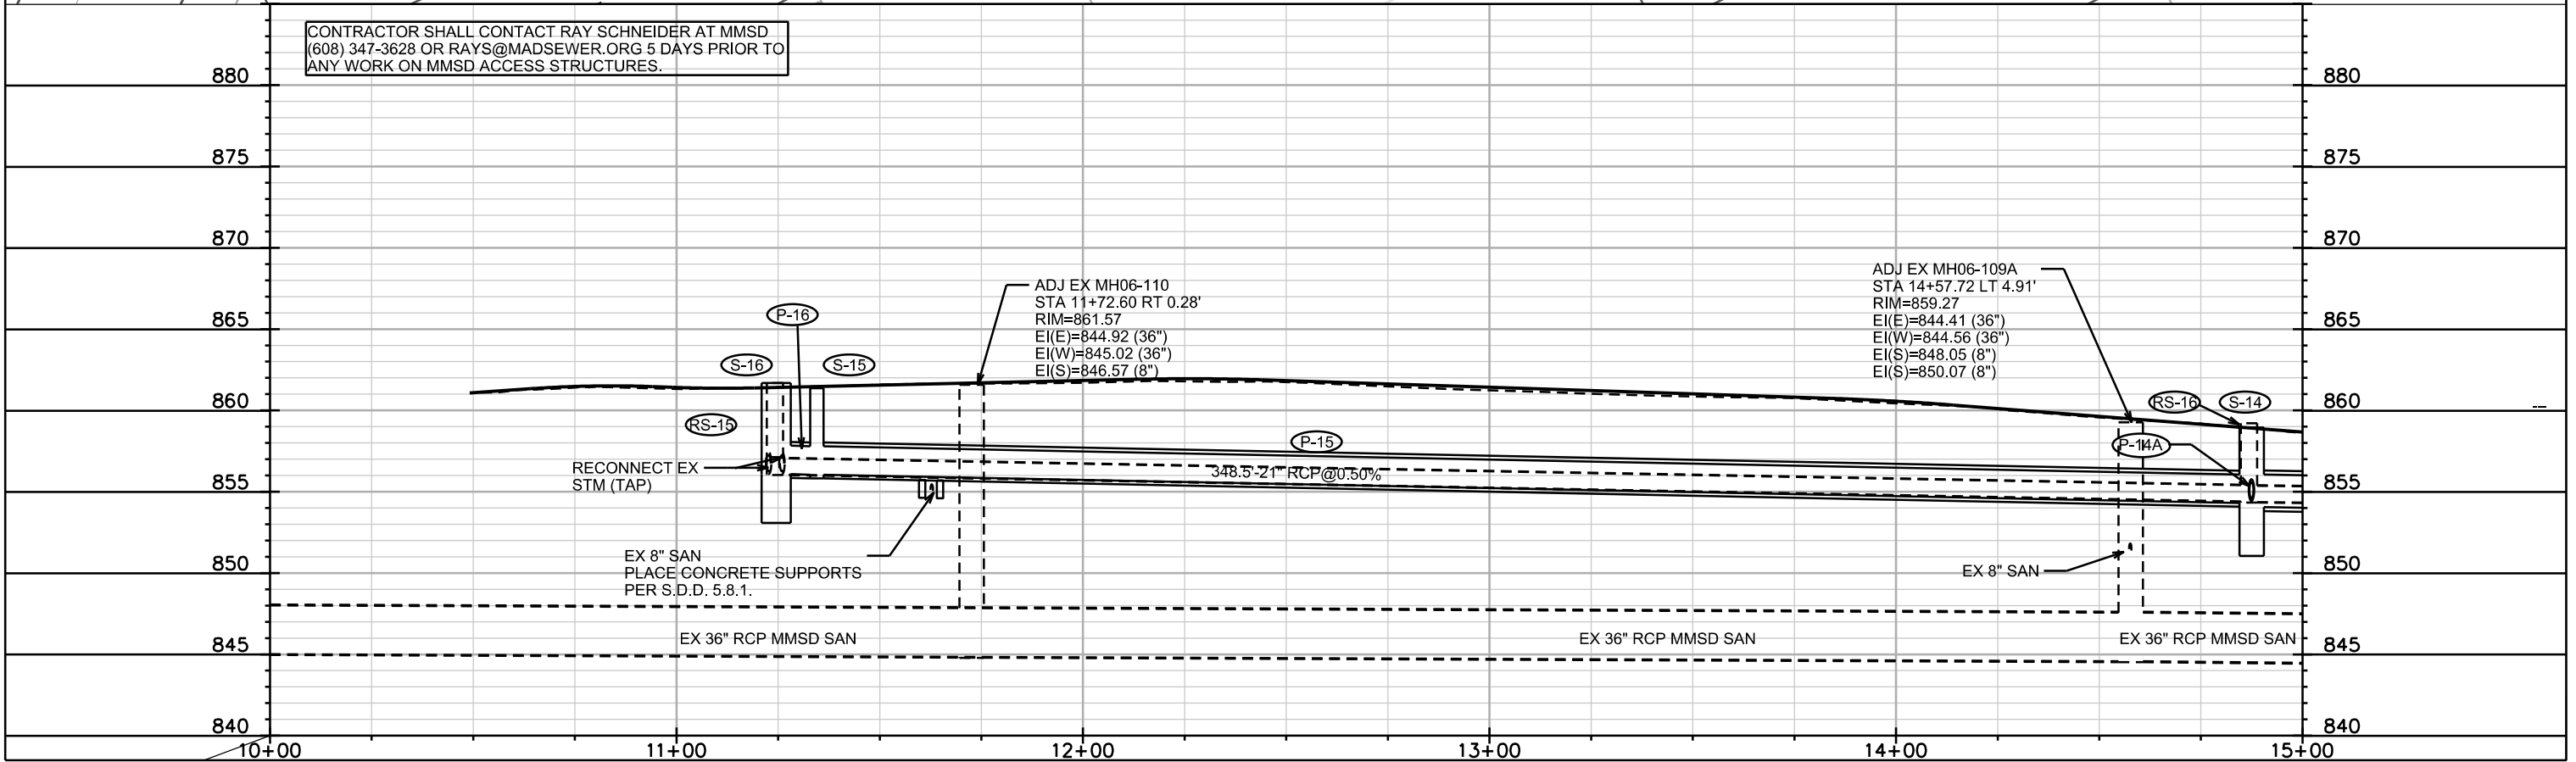 CONTRACTOR SHALL CONTACT RAY SCHNEIDER AT MMSD
(608) 347-3628 OR RAYS@MADSEWER.ORG 5 DAYS PRIOR TO
ANY WORK ON MMSD ACCESS STRUCTURES.
880
880
875
875
870
870
865
865
860
860
855
855
850
850
845
845
840
840
ADJ EX MH06-110
STA 11+72.60 RT 0.28'
RIM=861.57
EI(E)=844.92 (36")
EI(W)=845.02 (36")
EI(S)=846.57 (8")
ADJ EX MH06-109A
STA 14+57.72 LT 4.91'
RIM=859.27
EI(E)=844.41 (36")
EI(W)=844.56 (36")
EI(S)=848.05 (8")
EI(S)=850.07 (8")
P-16
S-16
S-15
RS-15
RS-16
S-14
P-15
P-14A
348.5'-21" RCP@0.50%
RECONNECT EX
STM (TAP)
EX 8" SAN
PLACE CONCRETE SUPPORTS
PER S.D.D. 5.8.1.
EX 8" SAN
EX 36" RCP MMSD SAN
EX 36" RCP MMSD SAN
EX 36" RCP MMSD SAN
10+00
11+00
12+00
13+00
14+00
15+00